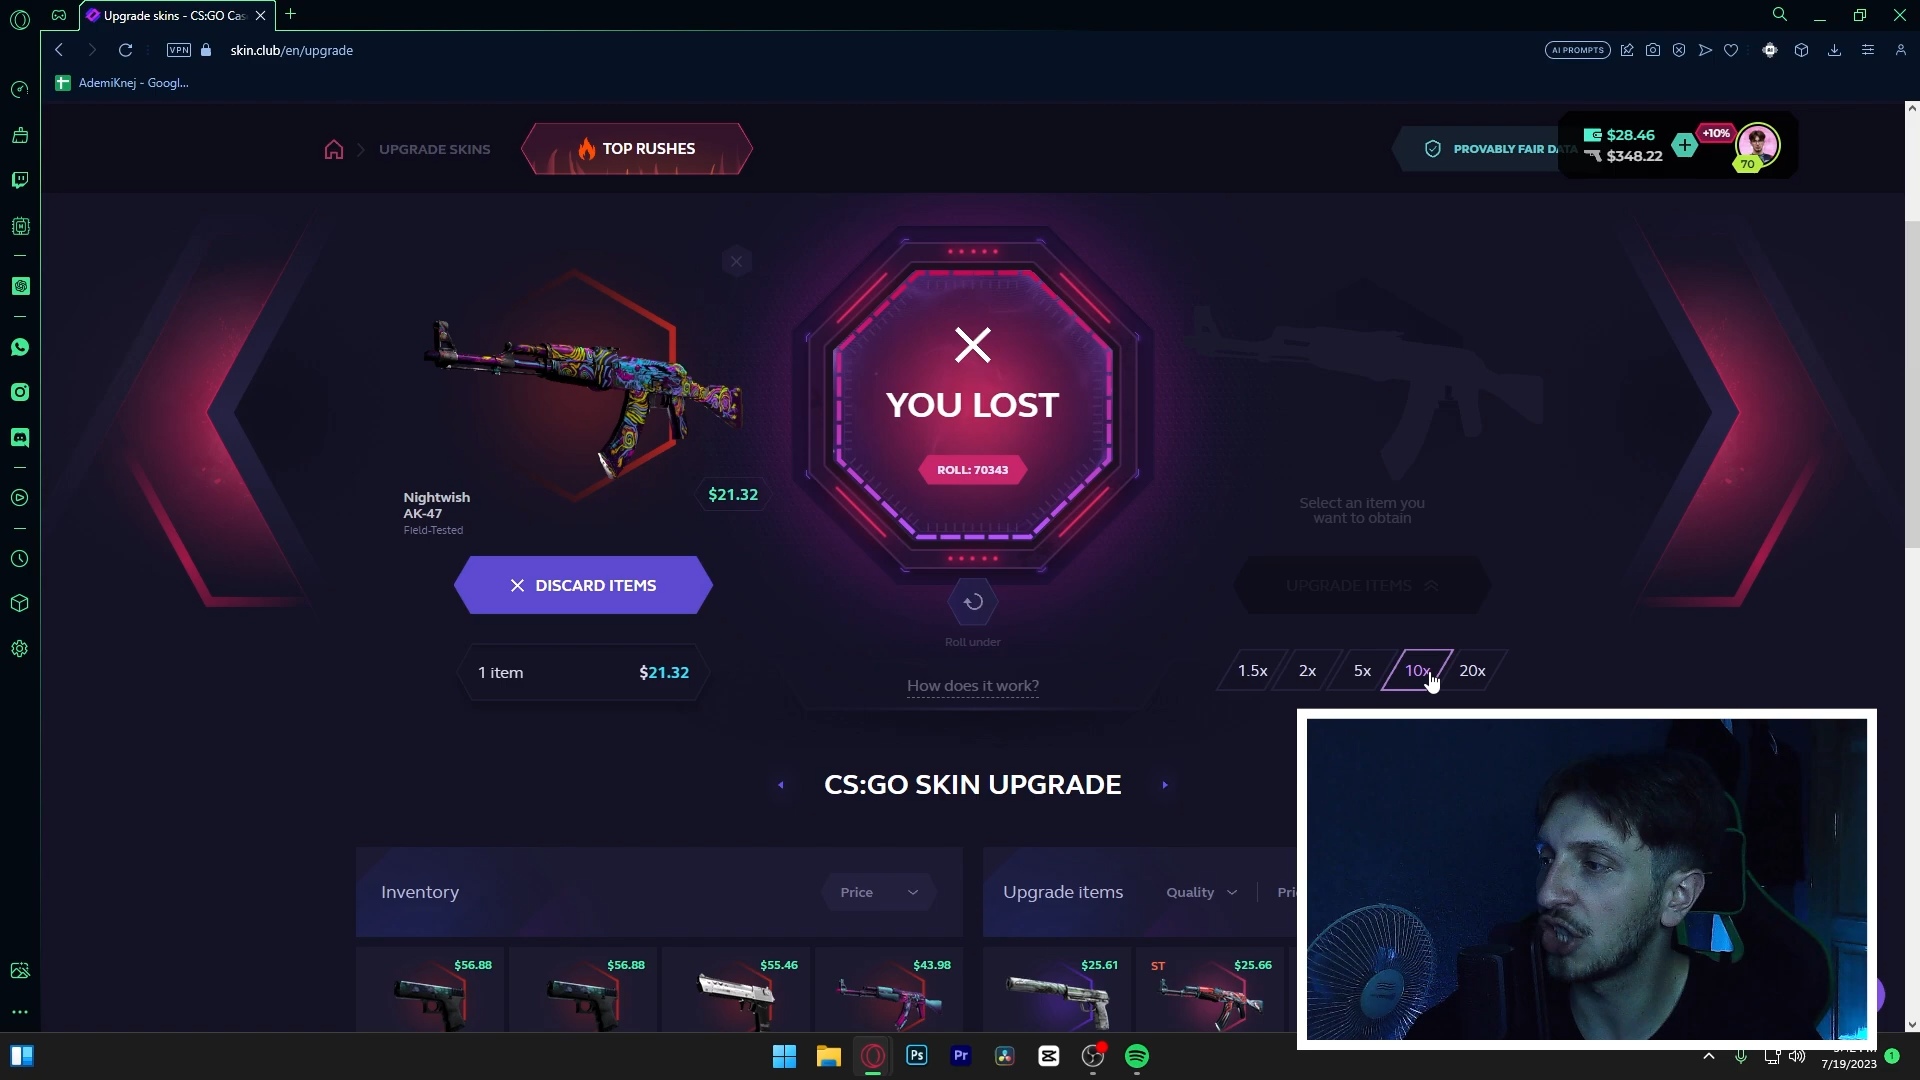 Upgrade skins - CS:GO Cas
VPN
skin.club/en/upgrade
AI PROMPTS
AdemiKnej - Googl...
UPGRADE SKINS
TOP RUSHES
PROVABLY FAIR DATA
$28.46
$348.22
+10%
70
YOU LOST
ROLL: 70343
Nightwish
AK-47
Field-Tested
$21.32
Select an item you
want to obtain
DISCARD ITEMS
UPGRADE ITEMS
Roll under
1 item
$21.32
How does it work?
1.5x
2x
5x
10x
20x
CS:GO SKIN UPGRADE
Inventory
Price
Upgrade items
Quality
$56.88
$56.88
$55.46
$43.98
$25.61
ST
$25.66
Ps
Pr
7/19/2023
1